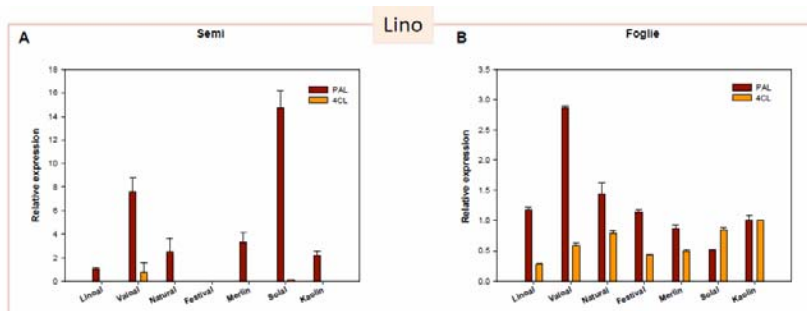 Lino
A
Semi
18
16
14
12
10
8
6
4
2
0
Relative expression
PAL
4CL
Linoal
Valoal
Natural
Festival
Merlin
Solal
Kaolin
B
Foglie
3.5
3.0
2.5
2.0
1.5
1.0
0.5
0.0
Relative expression
PAL
4CL
Linoal
Valoal
Natural
Festival
Merlin
Solal
Kaolin